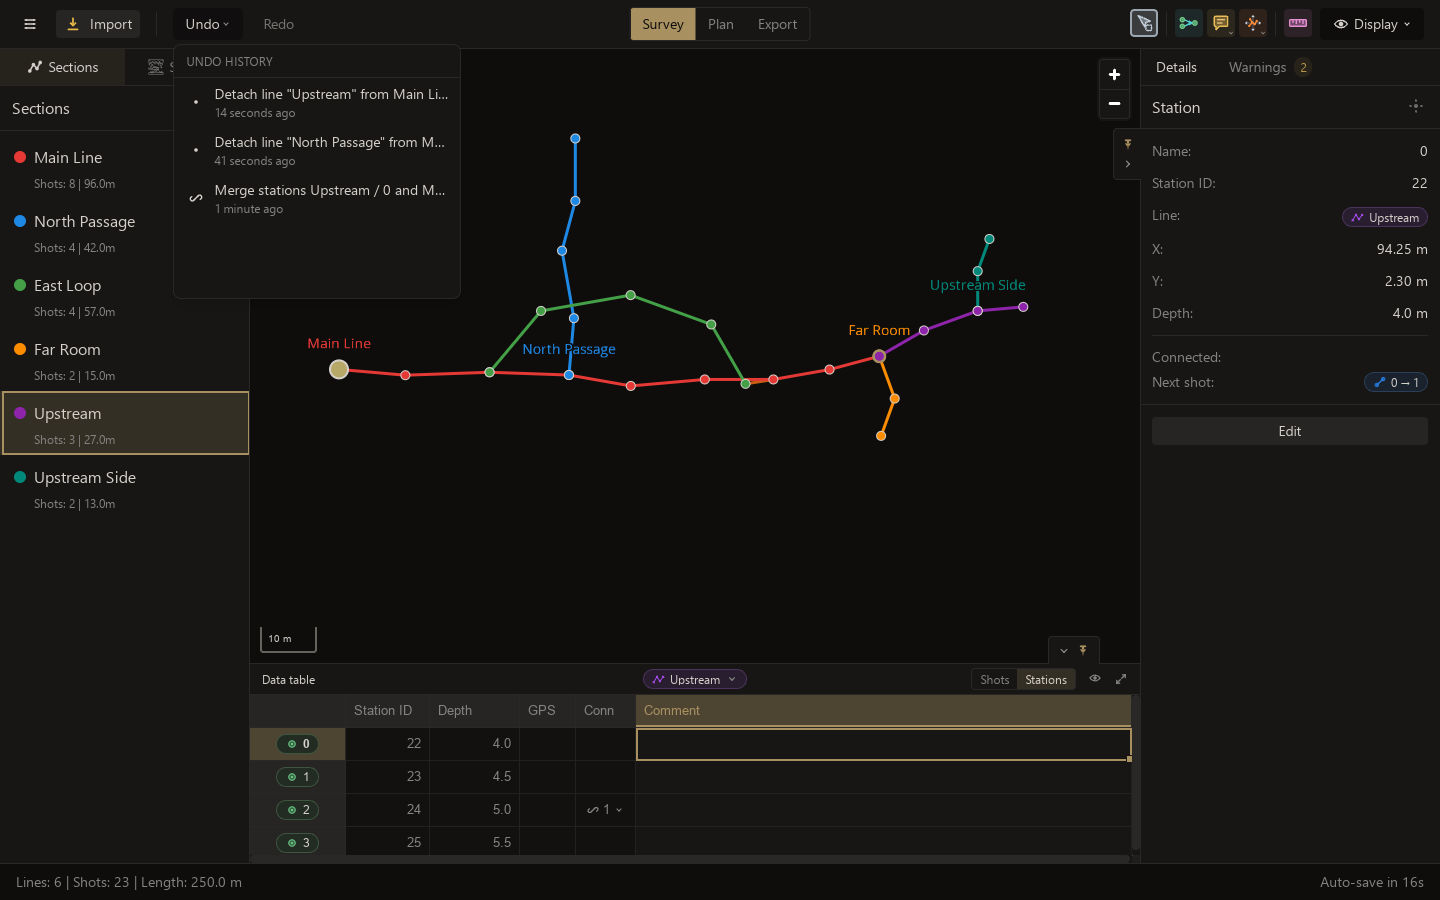 Import
Undo
Redo
Survey
Plan
Export
Display
Sections
UNDO HISTORY
Detach line "Upstream" from Main Li...
14 seconds ago
Detach line "North Passage" from M...
41 seconds ago
Merge stations Upstream / 0 and M...
1 minute ago
Sections
Main Line
Shots: 8 | 96.0m
North Passage
Shots: 4 | 42.0m
East Loop
Shots: 4 | 57.0m
Far Room
Shots: 2 | 15.0m
Upstream
Shots: 3 | 27.0m
Upstream Side
Shots: 2 | 13.0m
Main Line
North Passage
Far Room
Upstream Side
10 m
Details
Warnings 2
Station
Name: 0
Station ID: 22
Line: Upstream
X: 94.25 m
Y: 2.30 m
Depth: 4.0 m
Connected:
Next shot: 0 → 1
Edit
Data table
Upstream
Shots
Stations
Station ID Depth GPS Conn Comment
0 22 4.0
1 23 4.5
2 24 5.0 1
3 25 5.5
Lines: 6 | Shots: 23 | Length: 250.0 m
Auto-save in 16s